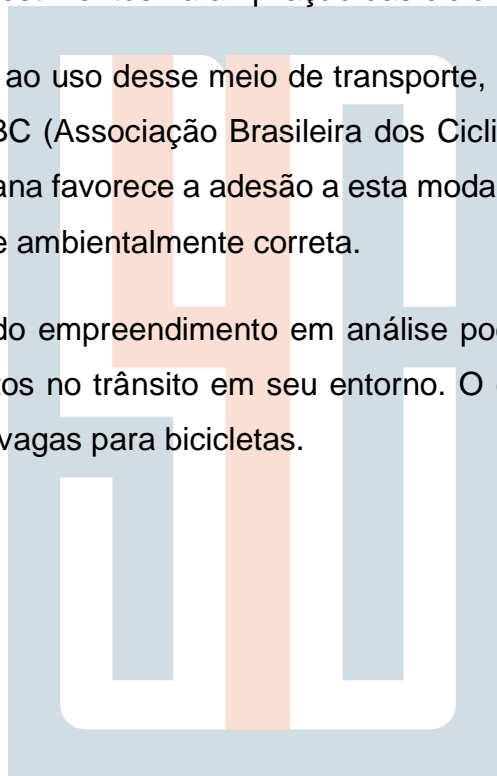 ao uso desse meio de transporte,
BC (Associação Brasileira dos Cicli
ana favorece a adesão a esta moda
e ambientalmente correta.
do empreendimento em análise po
tos no trânsito em seu entorno. O
vagas para bicicletas.